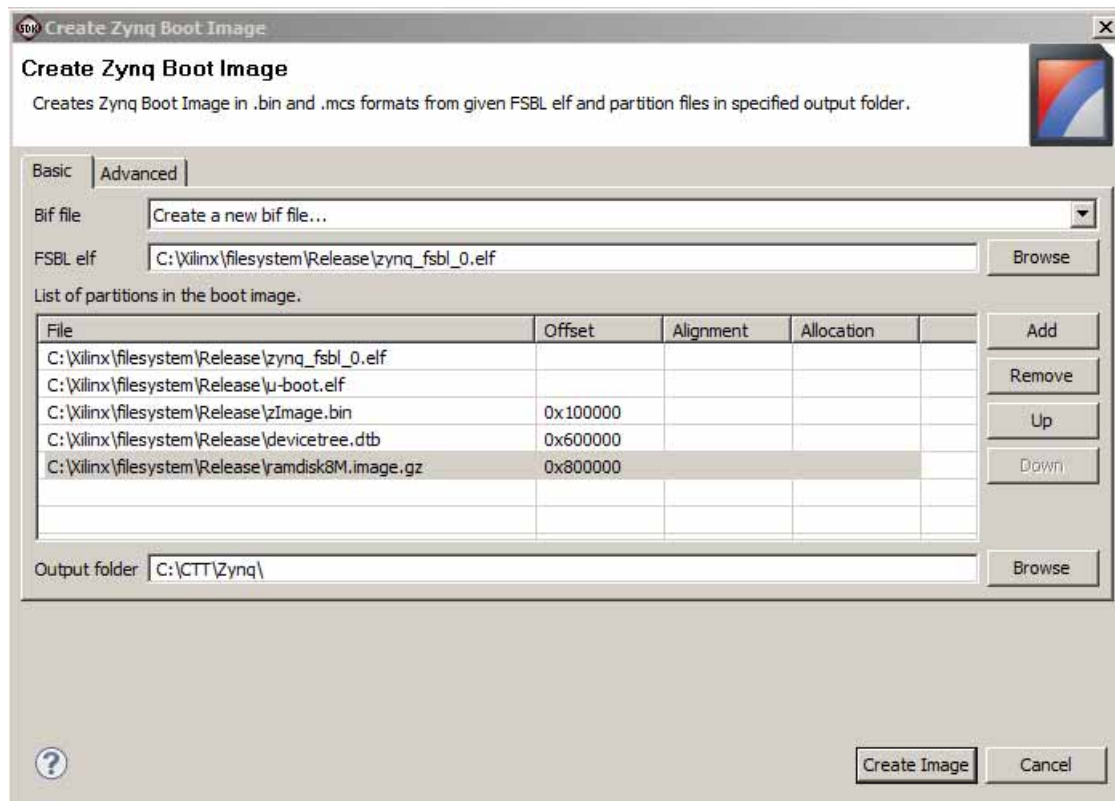 SDK Create Zynq Boot Image
Create Zynq Boot Image
Creates Zynq Boot Image in .bin and .mcs formats from given FSBL elf and partition files in specified output folder.
Basic Advanced
Bif file Create a new bif file...
FSBL elf C:\Xilinx\filesystem\Release\zynq_fsbl_0.elf Browse
List of partitions in the boot image.
File Offset Alignment Allocation Add
C:\Xilinx\filesystem\Release\zynq_fsbl_0.elf
C:\Xilinx\filesystem\Release\u-boot.elf Remove
C:\Xilinx\filesystem\Release\zImage.bin 0x100000 Up
C:\Xilinx\filesystem\Release\devicetree.dtb 0x600000
C:\Xilinx\filesystem\Release\ramdisk8M.image.gz 0x800000 Down
Output folder C:\CTT\Zynq\ Browse
? Create Image Cancel